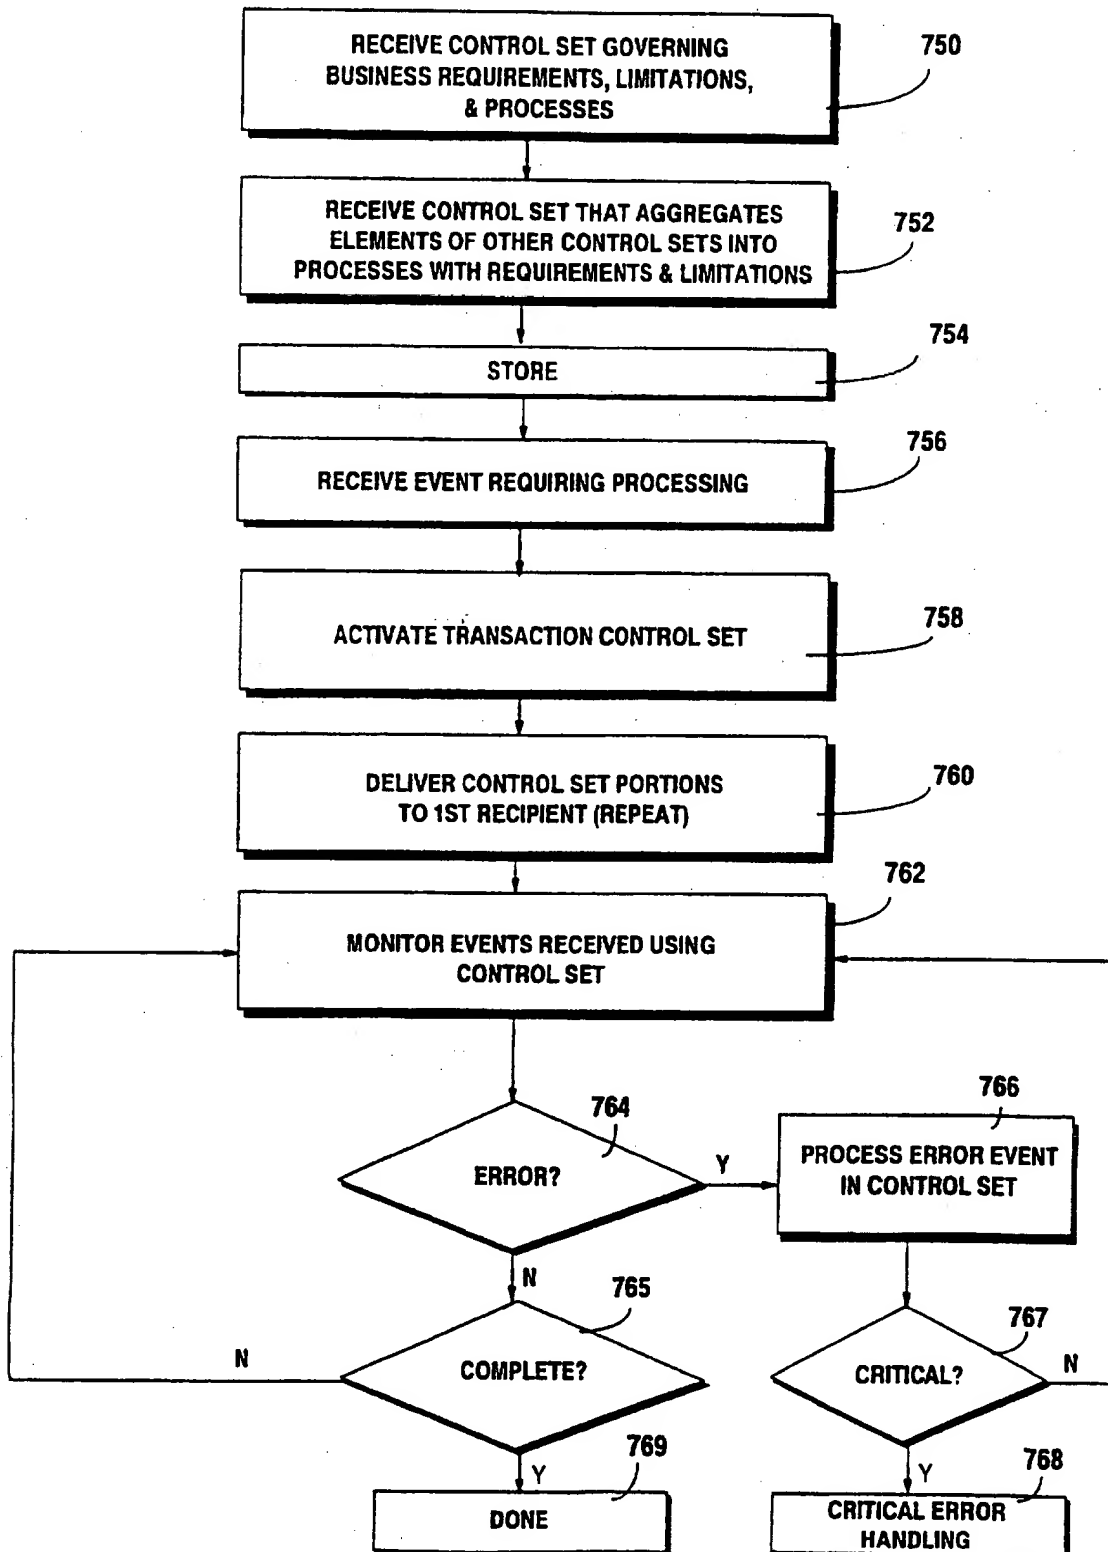 RECEIVE CONTROL SET GOVERNING
BUSINESS REQUIREMENTS, LIMITATIONS,
& PROCESSES
750
RECEIVE CONTROL SET THAT AGGREGATES
ELEMENTS OF OTHER CONTROL SETS INTO
PROCESSES WITH REQUIREMENTS & LIMITATIONS
752
STORE
754
RECEIVE EVENT REQUIRING PROCESSING
756
ACTIVATE TRANSACTION CONTROL SET
758
DELIVER CONTROL SET PORTIONS
TO 1ST RECIPIENT (REPEAT)
760
MONITOR EVENTS RECEIVED USING
CONTROL SET
762
ERROR?
764
Y
PROCESS ERROR EVENT
IN CONTROL SET
766
N
COMPLETE?
765
N
CRITICAL?
767
N
Y
DONE
769
Y
CRITICAL ERROR
HANDLING
768